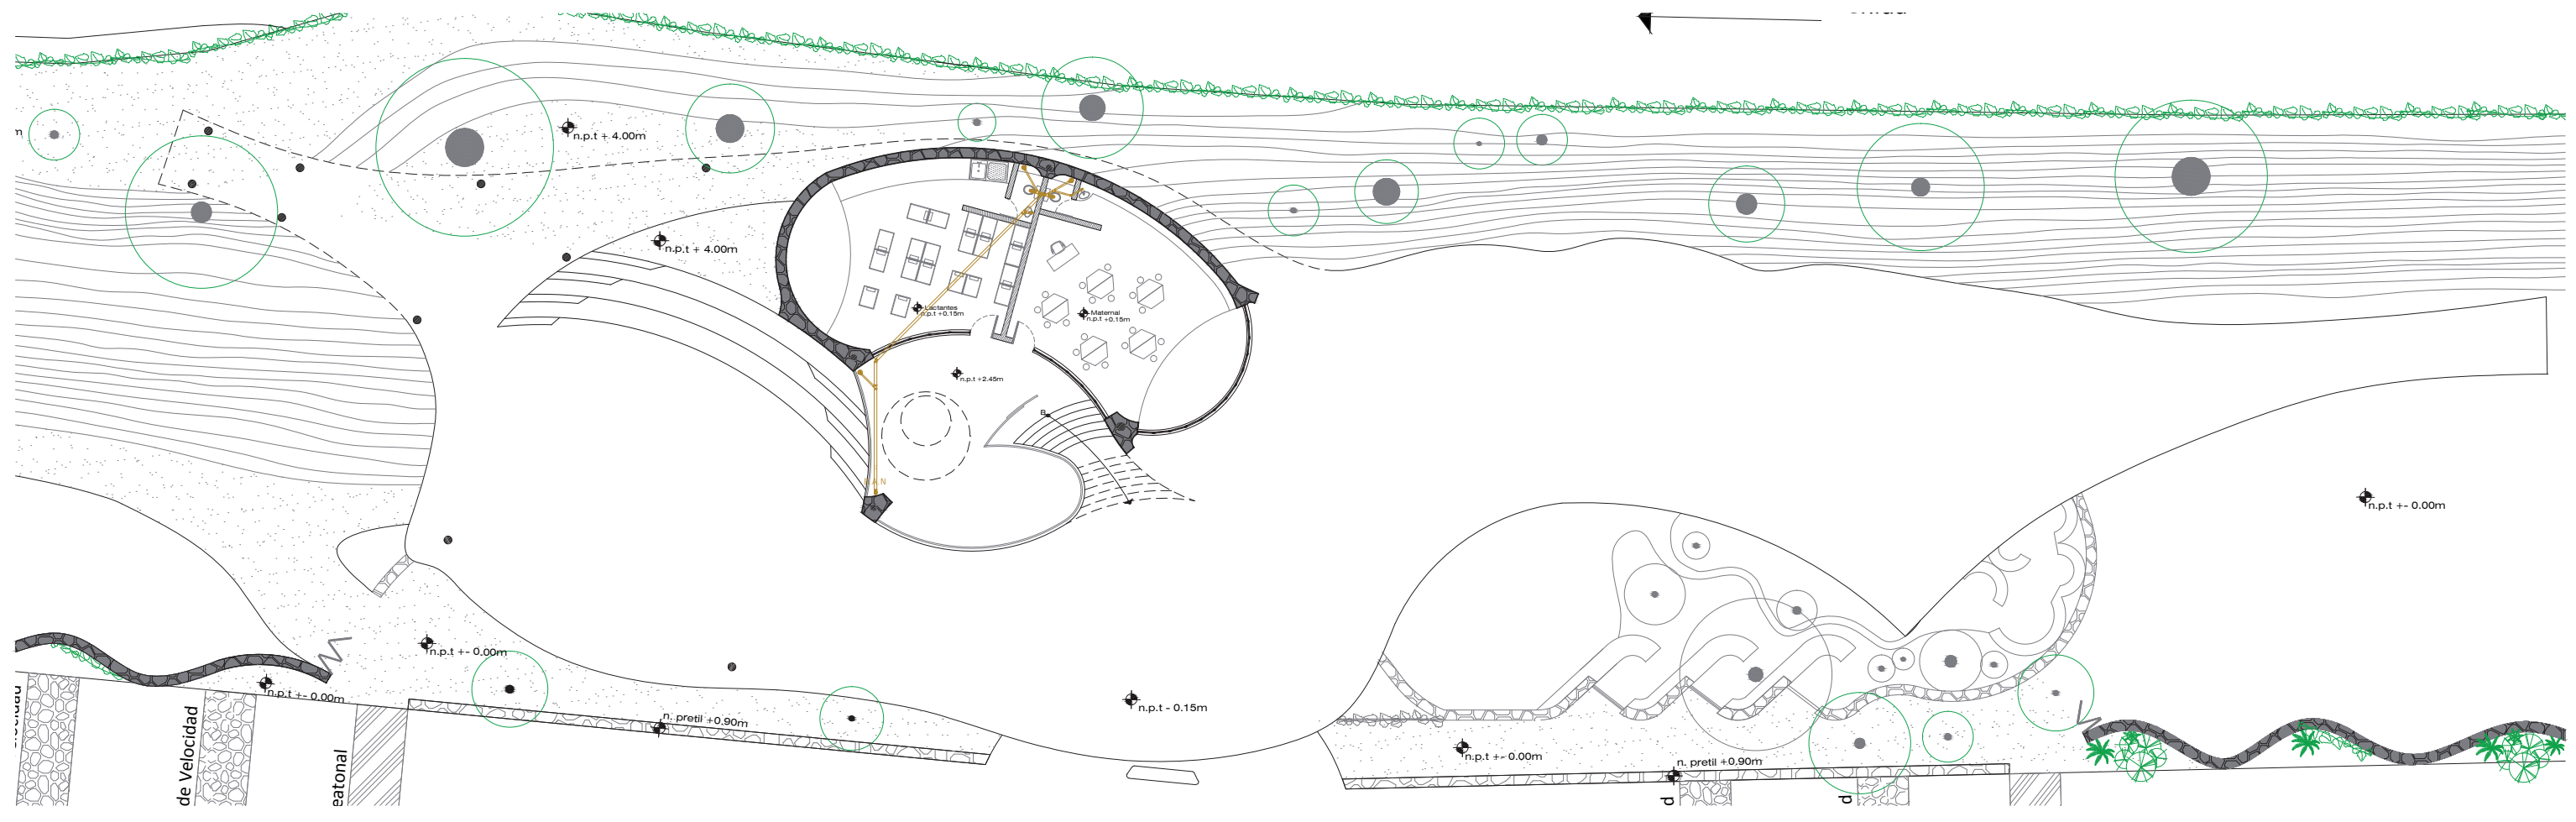 m
n.p.t + 4.00m
n.p.t + 4.00m
Lactantes
n.p.t +0.15m
Maternal
n.p.t +0.15m
n.p.t +2.45m
B
n.p.t +- 0.00m
n.p.t +- 0.00m
n.p.t +- 0.00m
n. pretil +0,90m
n.p.t - 0.15m
n.p.t +- 0.00m
n. pretil +0,90m
de Velocidad
eatonal
d
d